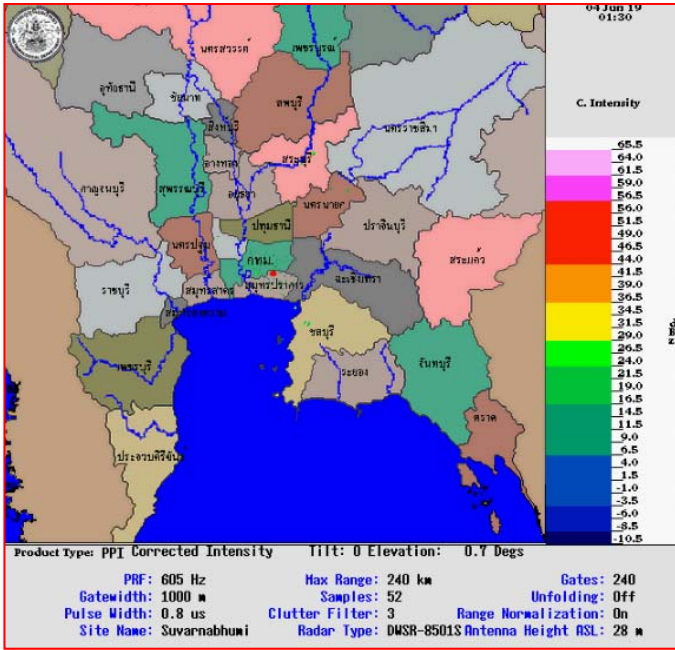 04 Jun 19
01:30
C. Intensity
65.5
64.0
61.5
59.0
56.5
56.0
51.5
49.0
46.5
44.0
41.5
39.0
36.5
34.5
31.5
29.0
26.5
24.0
21.5
19.0
16.5
14.5
11.5
9.0
6.5
4.0
1.5
-1.0
-3.5
-6.0
-8.5
-10.5
นครสวรรค์
เพชรบูรณ์
อุทัยธานี
ชัยนาท
ลพบุรี
สิงห์บุรี
นครราชสีมา
อ่างทอง
สระบุรี
กาญจนบุรี
สุพรรณบุรี
อยุธยา
นครนายก
ปราจีนบุรี
ปทุมธานี
นครปฐม
กทม.
สระแก้ว
ราชบุรี
สมุทรสาคร
สมุทรปราการ
ฉะเชิงเทรา
สมุทรสงคราม
ชลบุรี
เพชรบุรี
ระยอง
จันทบุรี
ตราด
ประจวบคีรีขันธ์
Product Type: PPI Corrected Intensity Tilt: 0 Elevation: 0.7 Degs
PRF: 605 Hz Max Range: 240 km Gates: 240
Gatewidth: 1000 m Samples: 52 Unfolding: Off
Pulse Width: 0.8 us Clutter Filter: 3 Range Normalization: On
Site Name: Suvarnabhumi Radar Type: DWSR-8501S Antenna Height ASL: 28 m